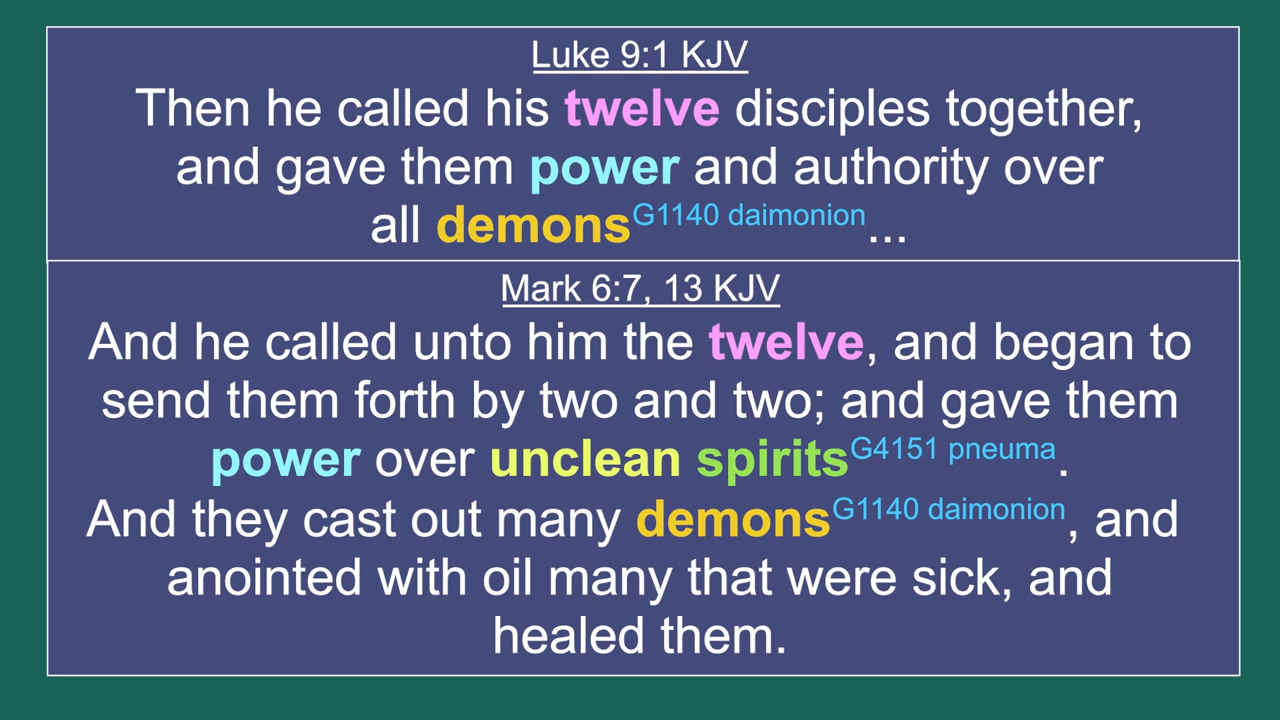 Luke 9:1 KJV
Then he called his twelve disciples together,
and gave them power and authority over
all demonsG1140 daimonion...
Mark 6:7, 13 KJV
And he called unto him the twelve, and began to
send them forth by two and two; and gave them
power over unclean spiritsG4151 pneuma.
And they cast out many demonsG1140 daimonion, and
anointed with oil many that were sick, and
healed them.